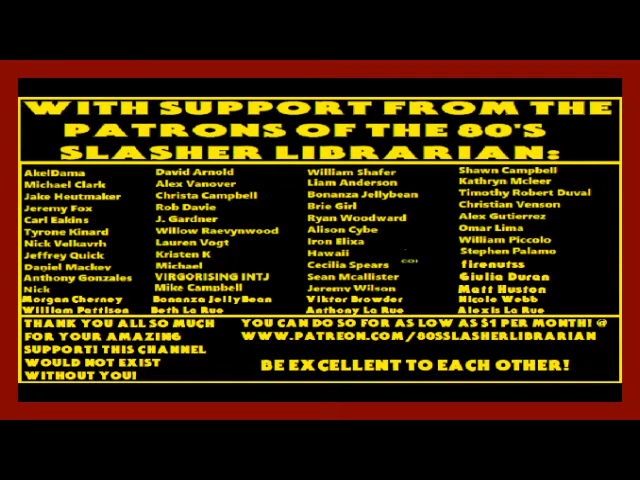 WITH SUPPORT FROM THE
PATRONS OF THE 80'S
SLASHER LIBRARIAN:
AkelDama
Michael Clark
Jake Heutmaker
Jeremy Fox
Carl Eakins
Tyrone Kinard
Nick Velkavrh
Jeffrey Quick
Daniel Mackey
Anthony Gonzales
Nick
Morgan Cherney
William Pattison
David Arnold
Alex Vanover
Christa Campbell
Rob Davie
J. Gardner
Willow Raevynwood
Lauren Vogt
Kristen K
Michael
VIRGORISING INTJ
Mike Campbell
Bonanza JellyBean
Beth La Rue
William Shafer
Liam Anderson
Bonanza Jellybean
Brie Girl
Ryan Woodward
Alison Cybe
Iron Elixa
Hawaii
Cecilia Spears
Sean Mcallister
Jeremy Wilson
Viktor Browder
Anthony La Rue
Shawn Campbell
Kathryn Mcleer
Timothy Robert Duval
Christian Venson
Alex Gutierrez
Omar Lima
William Piccolo
Stephen Palamo
fironutss
Giulia Duran
Matt Huston
Nicole Webb
Alexis La Rue
THANK YOU ALL SO MUCH
FOR YOUR AMAZING
SUPPORT! THIS CHANNEL
WOULD NOT EXIST
WITHOUT YOU!
YOU CAN DO SO FOR AS LOW AS $1 PER MONTH! @
WWW.PATREON.COM/80SSLASHERLIBRARIAN
BE EXCELLENT TO EACH OTHER!